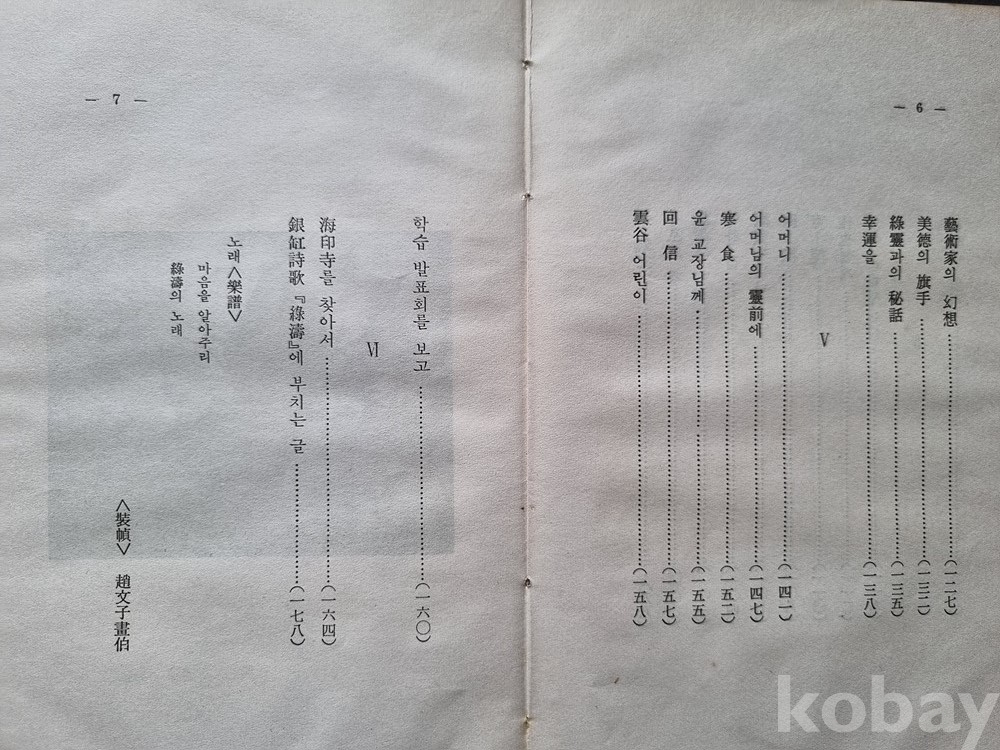 — 6 —
藝術家의 幻想……(一二七)
美德의 旗手……(一三二)
綠靈과의 秘話……(一三五)
幸運을……(一三八)
Ⅴ
어머니……(一四一)
어머님의 靈前에……(一四七)
寒食……(一五二)
윤 교장님께……(一五五)
回信……(一五七)
雲谷 어린이……(一五八)
— 7 —
학습 발표회를 보고……(一六〇)
Ⅵ
海印寺를 찾아서……(一六四)
銀缸詩歌『綠濤』에 부치는 글……(一七八)
노래<樂譜>
마음을 알아주리
綠濤의 노래
<裝幀> 趙文子畫伯
kobay